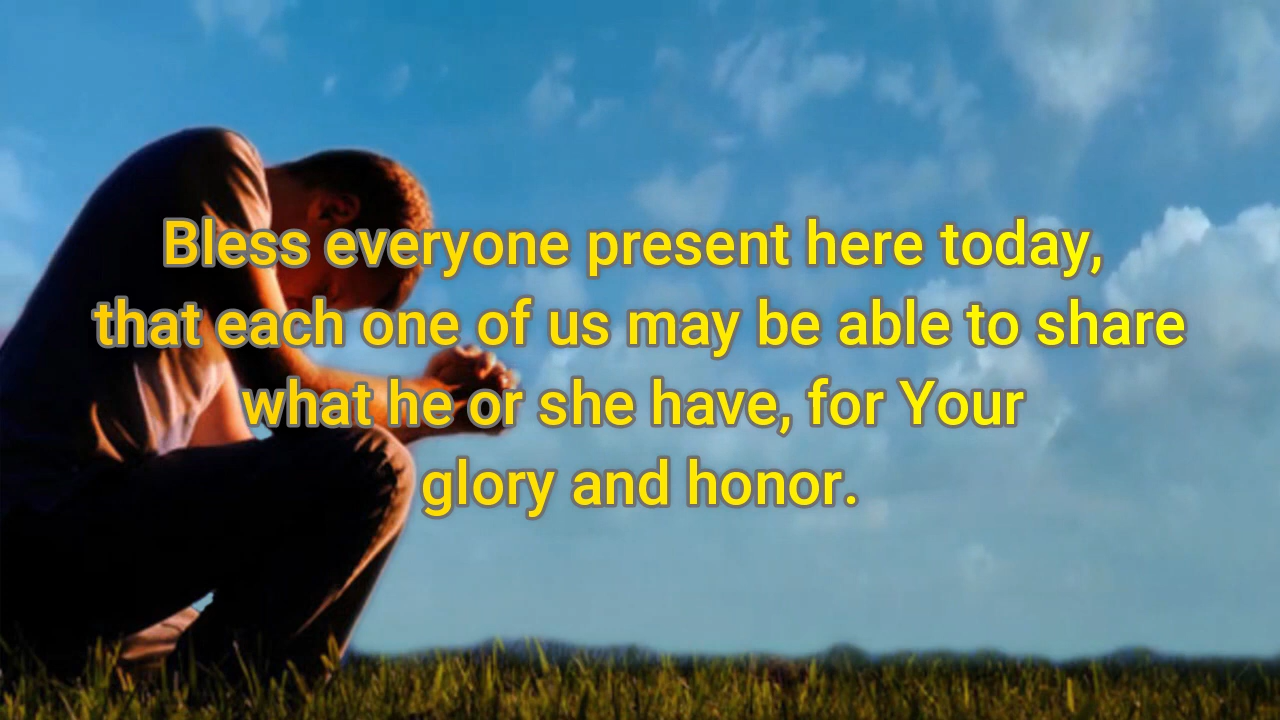 Bless everyone present here today,
that each one of us may be able to share
what he or she have, for Your
glory and honor.